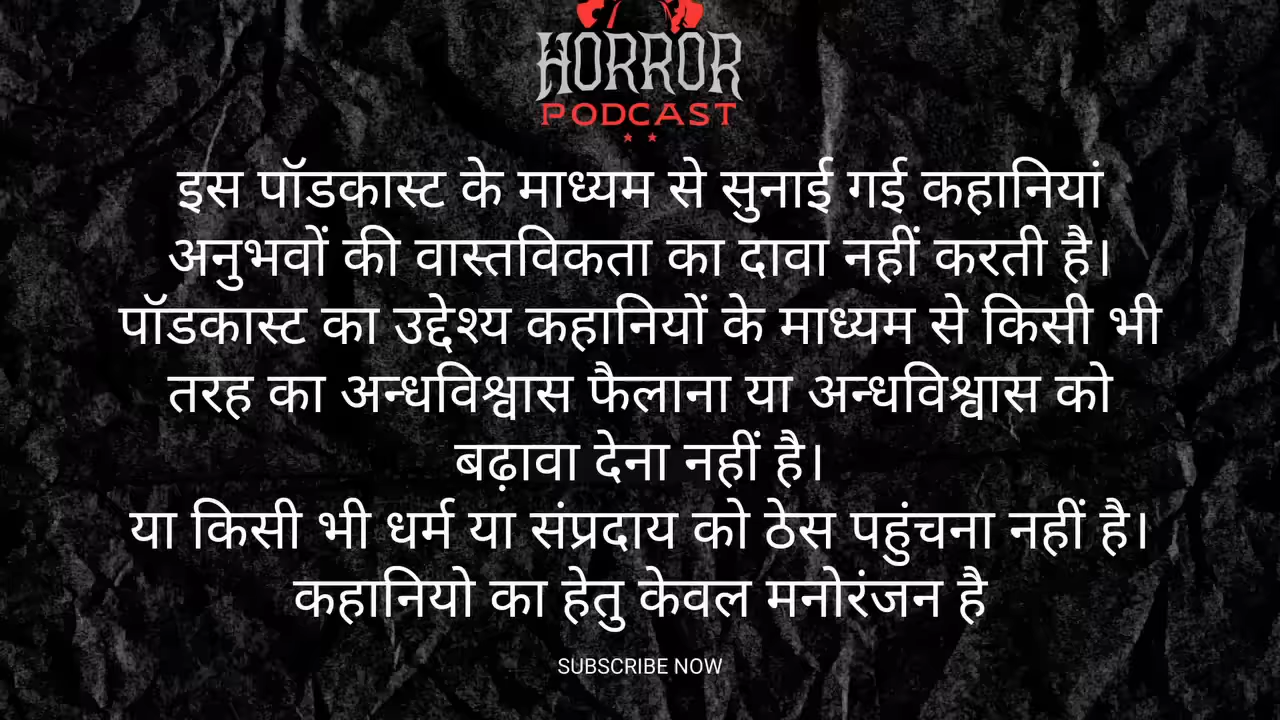 HORROR
PODCAST
इस पॉडकास्ट के माध्यम से सुनाई गई कहानियां
अनुभवों की वास्तविकता का दावा नहीं करती है।
पॉडकास्ट का उद्देश्य कहानियों के माध्यम से किसी भी
तरह का अन्धविश्वास फैलाना या अन्धविश्वास को
बढ़ावा देना नहीं है।
या किसी भी धर्म या संप्रदाय को ठेस पहुंचना नहीं है।
कहानियो का हेतु केवल मनोरंजन है
SUBSCRIBE NOW